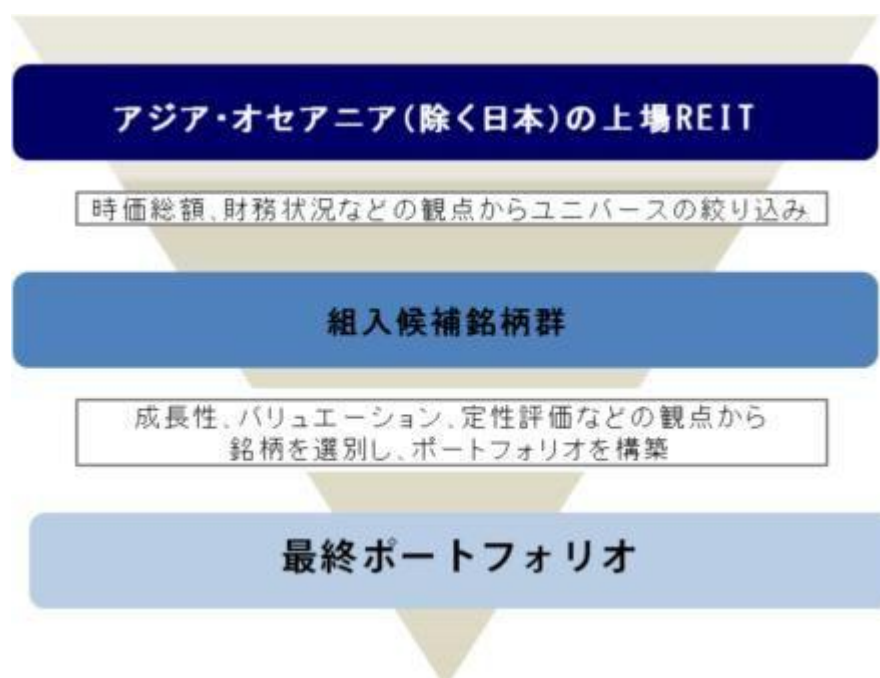 アジア・オセアニア(除く日本)の上場REIT
時価総額、財務状況などの観点からユニバースの絞り込み
組入候補銘柄群
成長性、バリュエーション、定性評価などの観点から
銘柄を選別し、ポートフォリオを構築
最終ポートフォリオ